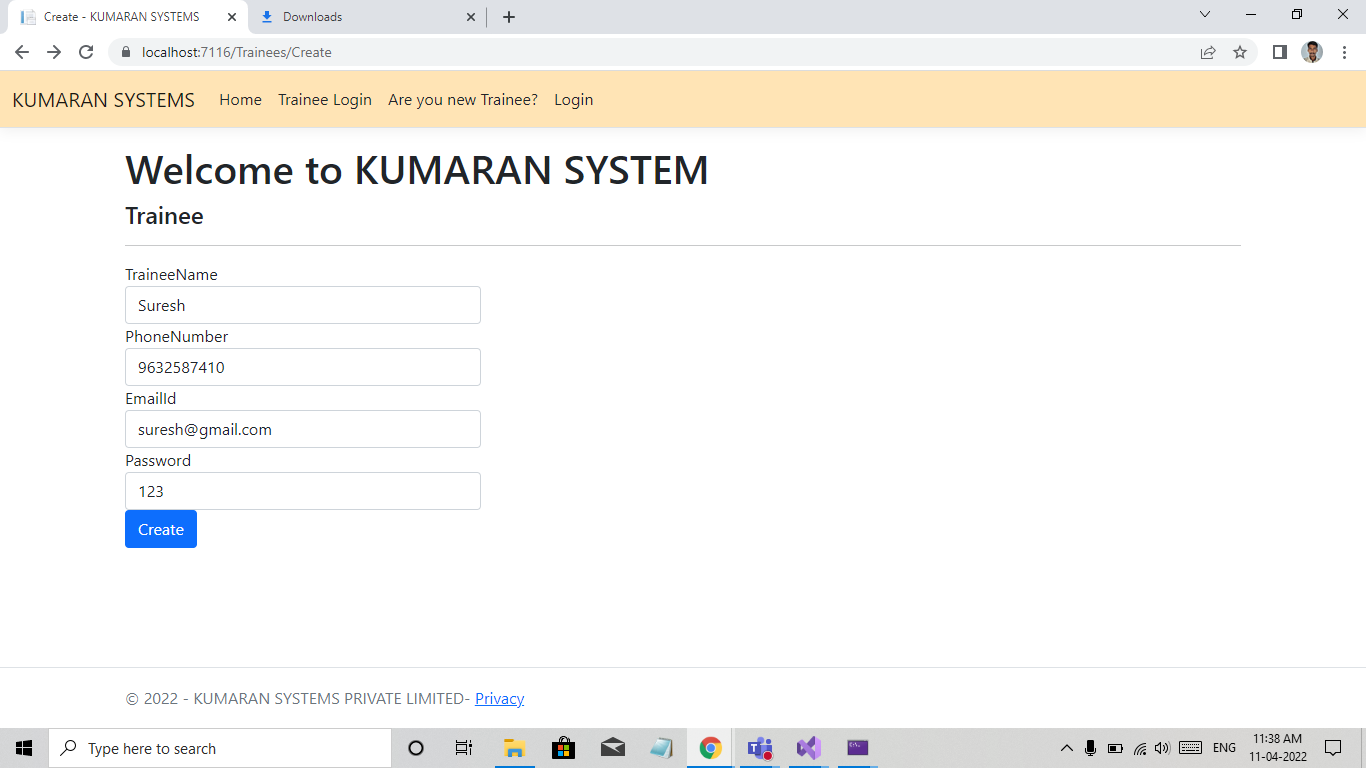 Create - KUMARAN SYSTEMS
Downloads
localhost:7116/Trainees/Create
KUMARAN SYSTEMS Home Trainee Login Are you new Trainee? Login
Welcome to KUMARAN SYSTEM
Trainee
TraineeName
Suresh
PhoneNumber
9632587410
EmailId
suresh@gmail.com
Password
123
Create
© 2022 - KUMARAN SYSTEMS PRIVATE LIMITED- Privacy
Type here to search
ENG
11:38 AM
11-04-2022